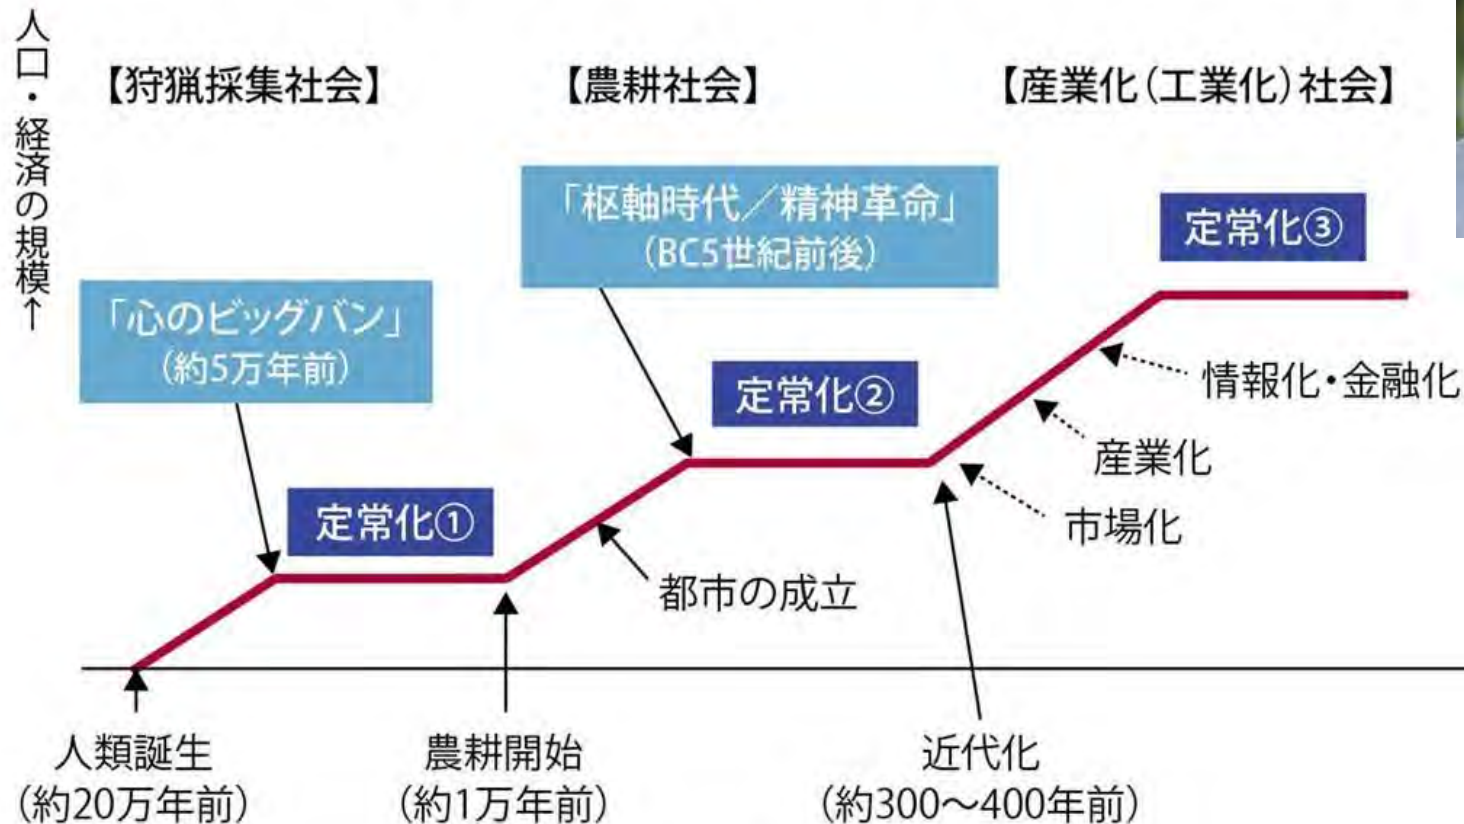 人口・経済の規模↑
【狩猟採集社会】
【農耕社会】
【産業化（工業化）社会】
「枢軸時代／精神革命」
（BC5世紀前後）
定常化③
「心のビッグバン」
（約5万年前）
定常化②
情報化・金融化
産業化
定常化①
市場化
都市の成立
人類誕生
（約20万年前）
農耕開始
（約1万年前）
近代化
（約300〜400年前）